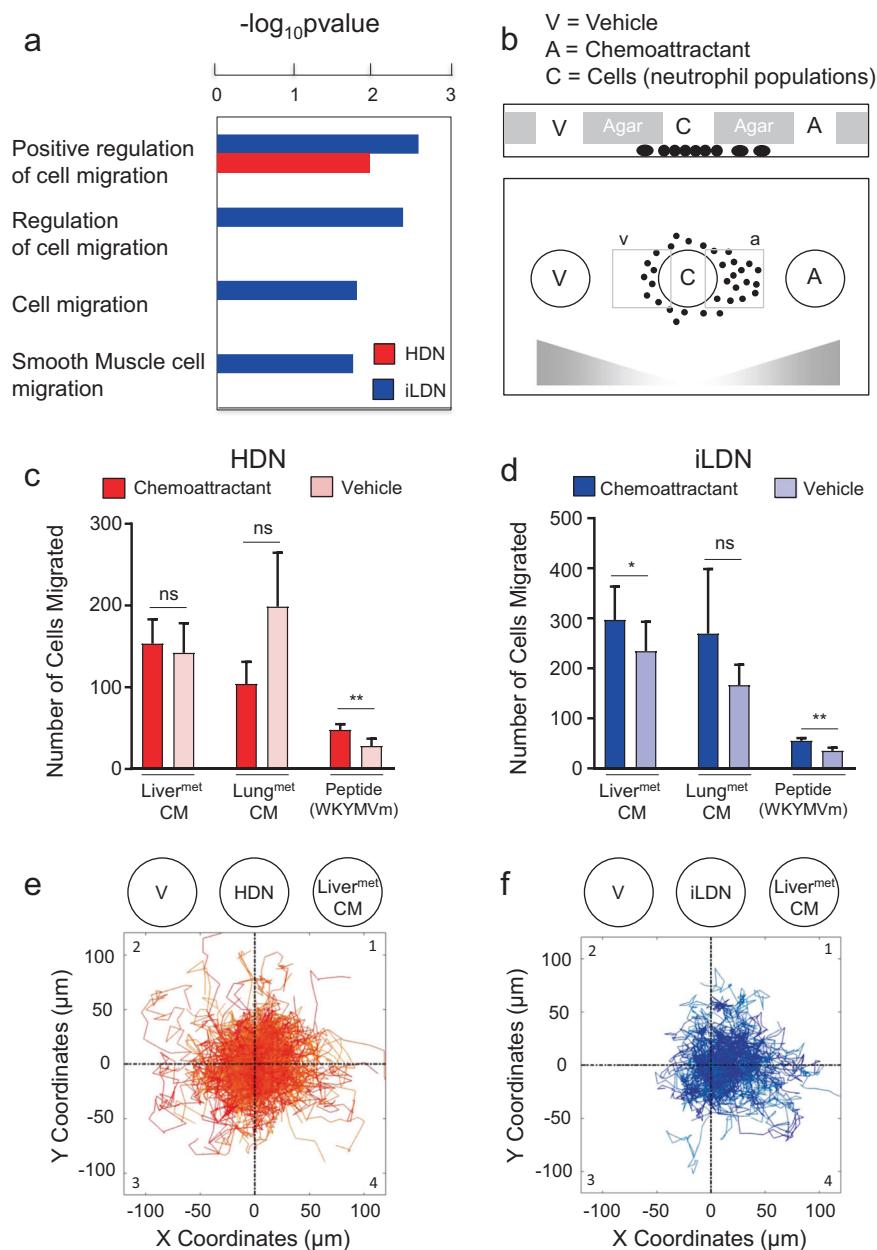 a
-log10pvalue
0 1 2 3
Positive regulation
of cell migration
Regulation
of cell migration
Cell migration
Smooth Muscle cell
migration
HDN
iLDN
b
V = Vehicle
A = Chemoattractant
C = Cells (neutrophil populations)
V Agar C Agar A
v a
V C A
c
HDN
Chemoattractant Vehicle
Number of Cells Migrated
300
200
100
0
ns
ns
**
Livermet Lungmet Peptide
CM CM (WKYMVm)
d
iLDN
Chemoattractant Vehicle
Number of Cells Migrated
500
400
300
200
100
0
*
ns
**
Livermet Lungmet Peptide
CM CM (WKYMVm)
e
V HDN Livermet
CM
Y Coordinates (µm)
100
50
0
-50
-100
2 1
3 4
-100 -50 0 50 100
X Coordinates (µm)
f
V iLDN Livermet
CM
Y Coordinates (µm)
100
50
0
-50
-100
2 1
3 4
-100 -50 0 50 100
X Coordinates (µm)